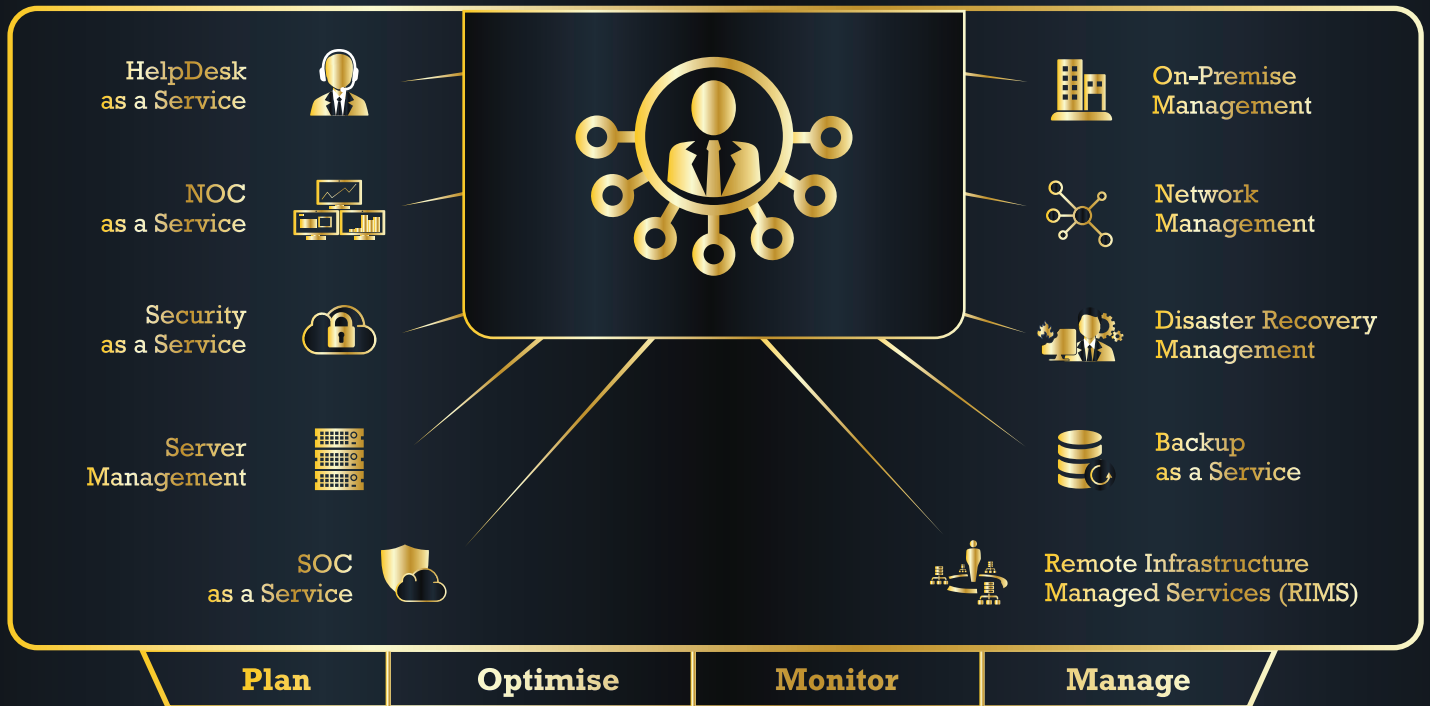 HelpDesk
as a Service
NOC
as a Service
Security
as a Service
Server
Management
SOC
as a Service
On-Premise
Management
Network
Management
Disaster Recovery
Management
Backup
as a Service
Remote Infrastructure
Managed Services (RIMS)
Plan
Optimise
Monitor
Manage